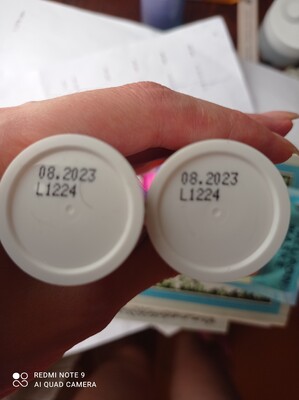 08.2023
L1224
08.2023
L1224
REDMI NOTE 9
AI QUAD CAMERA